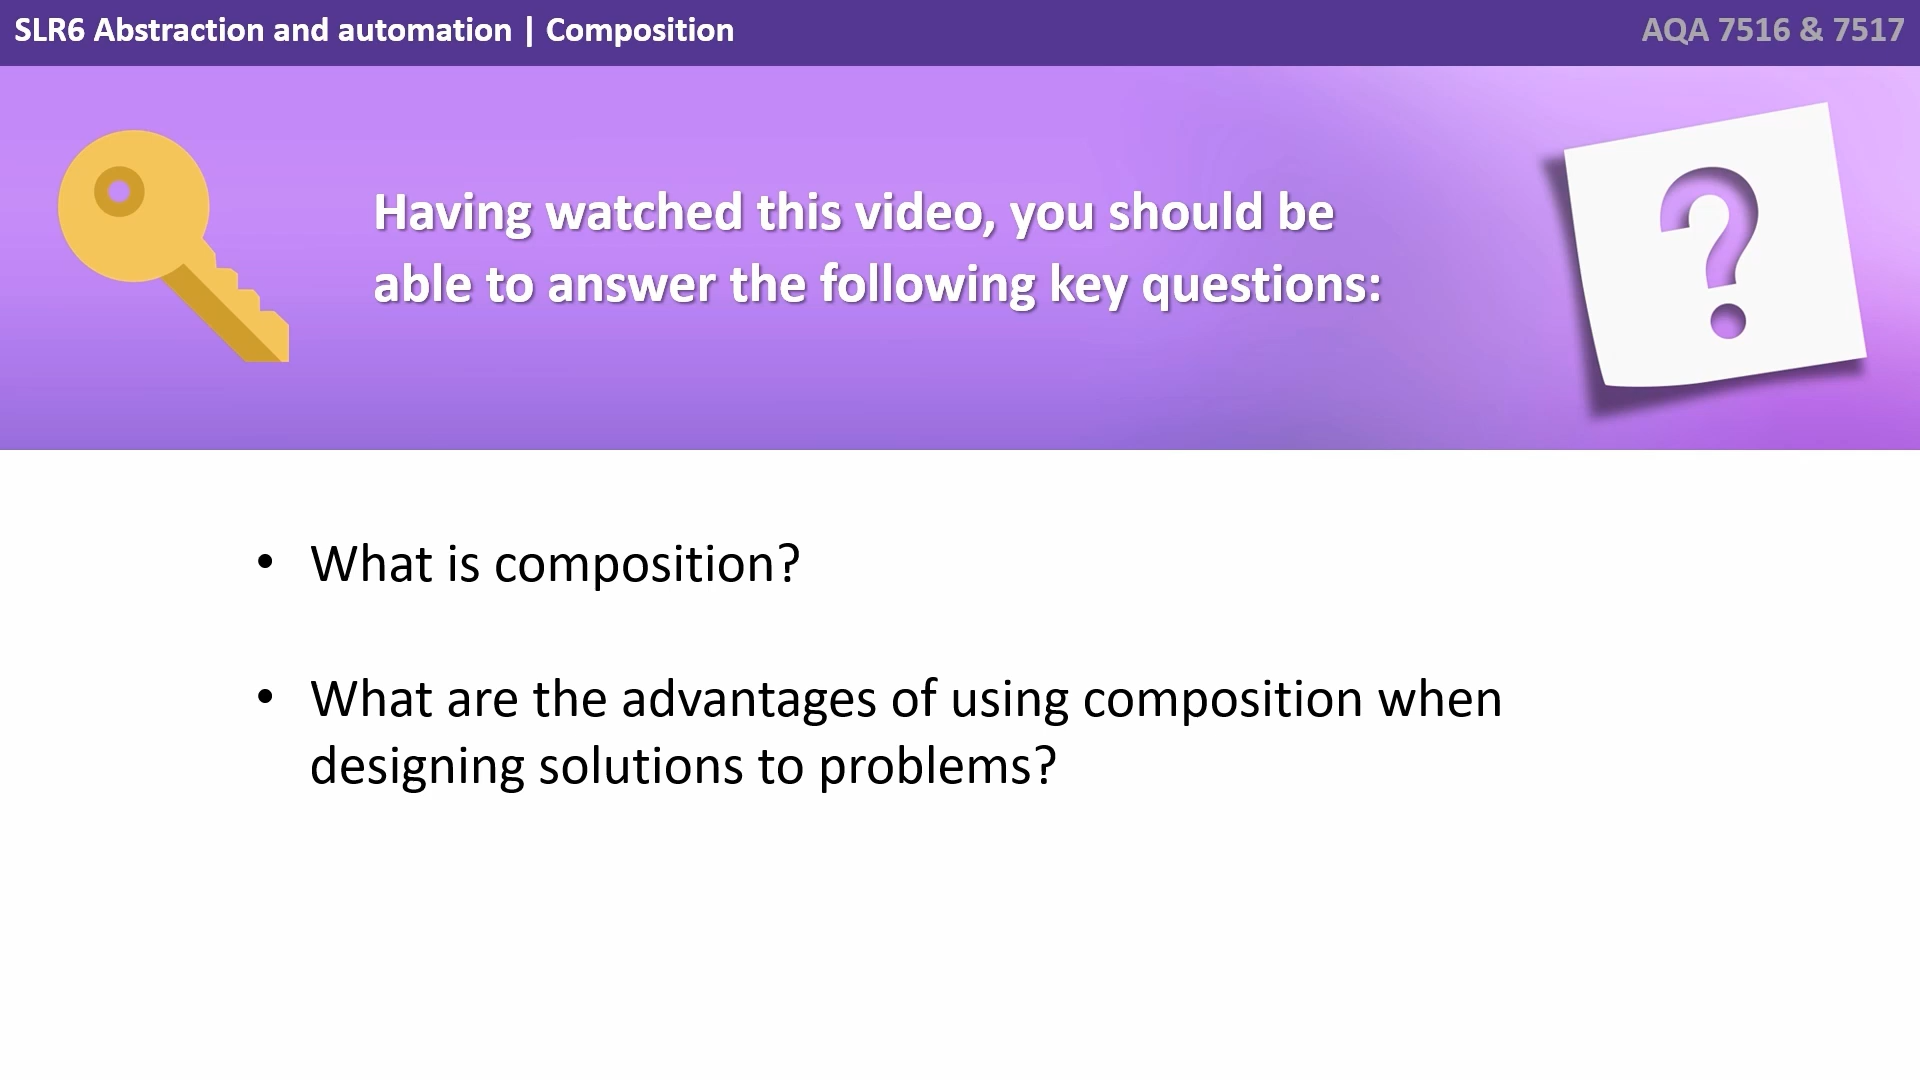 SLR6 Abstraction and automation | Composition
AQA 7516 & 7517
Having watched this video, you should be
able to answer the following key questions:
?
• What is composition?
• What are the advantages of using composition when
designing solutions to problems?